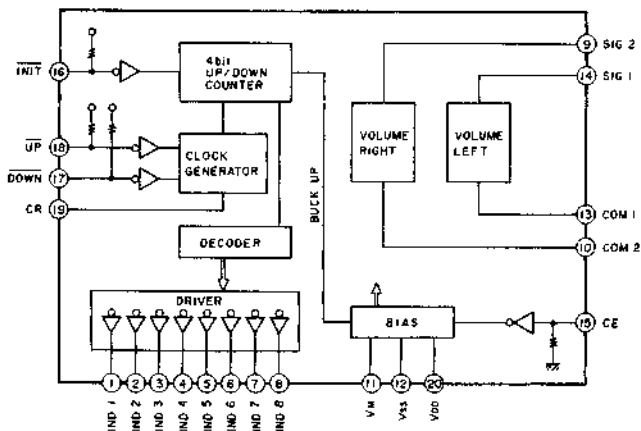 INIT 16
4bit
UP/DOWN
COUNTER
9 SIG 2
14 SIG 1
UP 18
DOWN 17
CR 19
CLOCK
GENERATOR
VOLUME
RIGHT
VOLUME
LEFT
BUCK UP
13 COM 1
10 COM 2
DECODER
DRIVER
BIAS
15 CE
1 2 3 4 5 6 7 8
11 12 20
IND 1
IND 2
IND 3
IND 4
IND 5
IND 6
IND 7
IND 8
VM
VSS
VDD